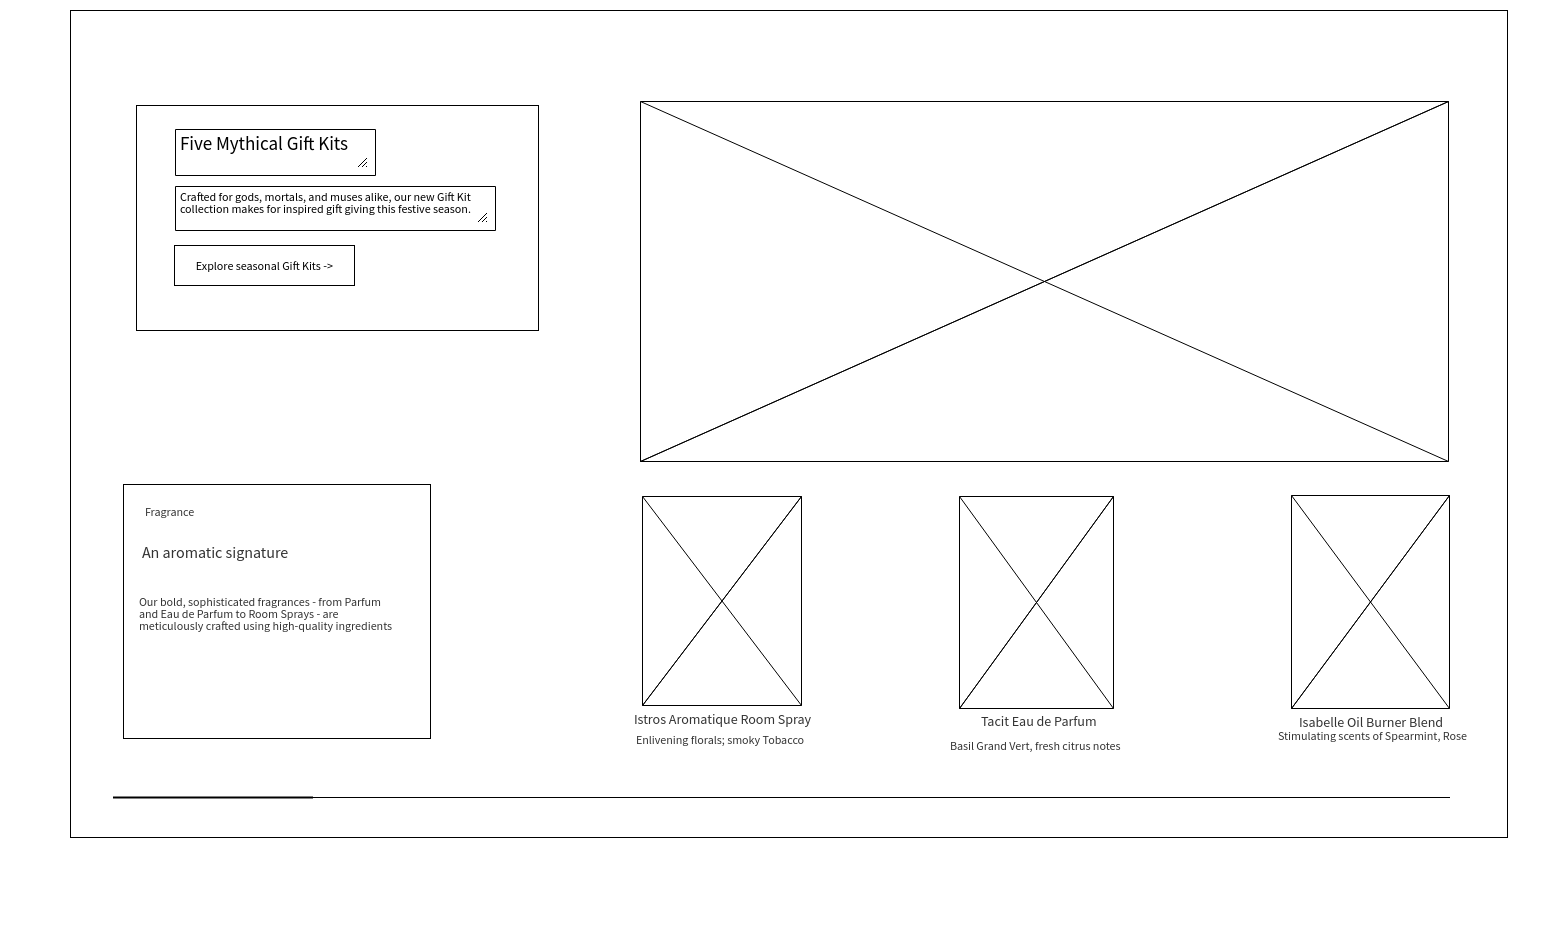 Five Mythical Gift Kits
Crafted for gods, mortals, and muses alike, our new Gift Kit
collection makes for inspired gift giving this festive season.
Explore seasonal Gift Kits ->
Fragrance
An aromatic signature
Our bold, sophisticated fragrances - from Parfum
and Eau de Parfum to Room Sprays - are
meticulously crafted using high-quality ingredients
Istros Aromatique Room Spray
Enlivening florals; smoky Tobacco
Tacit Eau de Parfum
Basil Grand Vert, fresh citrus notes
Isabelle Oil Burner Blend
Stimulating scents of Spearmint, Rose